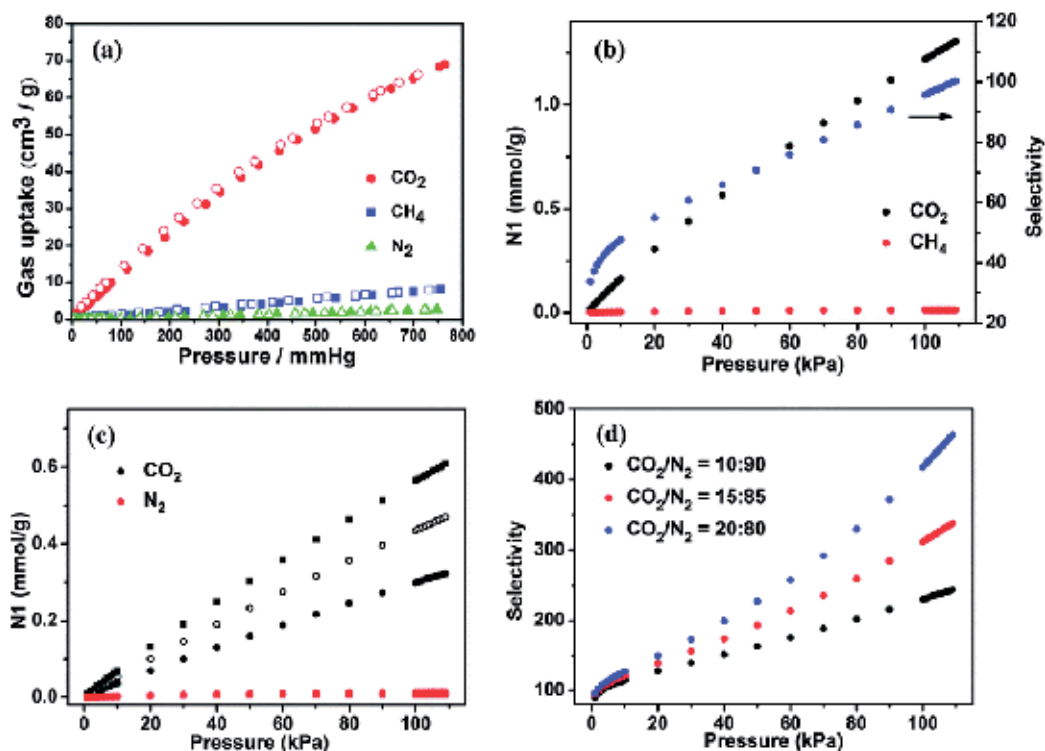 (a)
Gas uptake (cm³ / g)
80
70
60
50
40
30
20
10
0
CO₂
CH₄
N₂
0 100 200 300 400 500 600 700 800
Pressure / mmHg
(b)
N1 (mmol/g)
1.0
0.5
0.0
CO₂
CH₄
120
100
80
60
40
20
Selectivity
0 20 40 60 80 100
Pressure (kPa)
(c)
N1 (mmol/g)
0.6
0.4
0.2
0.0
CO₂
N₂
0 20 40 60 80 100
Pressure (kPa)
(d)
Selectivity
500
400
300
200
100
CO₂/N₂ = 10:90
CO₂/N₂ = 15:85
CO₂/N₂ = 20:80
0 20 40 60 80 100
Pressure (kPa)